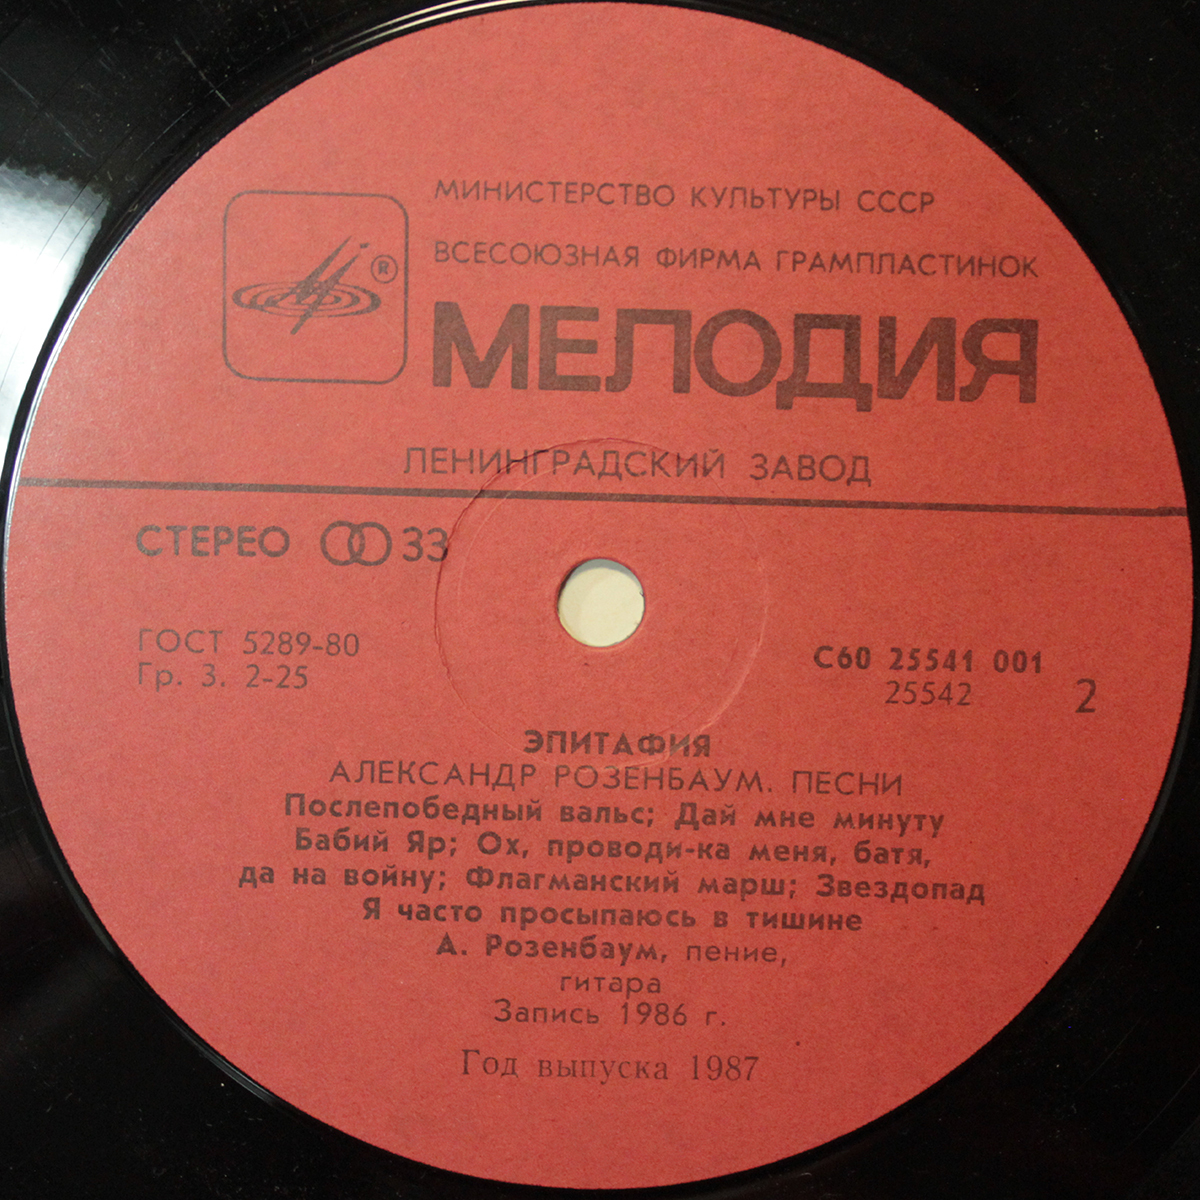 МИНИСТЕРСТВО КУЛЬТУРЫ СССР
ВСЕСОЮЗНАЯ ФИРМА ГРАМПЛАСТИНОК
®
МЕЛОДИЯ
ЛЕНИНГРАДСКИЙ ЗАВОД
СТЕРЕО 33
ГОСТ 5289-80
Гр. 3. 2-25
С60 25541 001
25542
2
ЭПИТАФИЯ
АЛЕКСАНДР РОЗЕНБАУМ. ПЕСНИ
Послепобедный вальс; Дай мне минуту
Бабий Яр; Ох, проводи-ка меня, батя,
да на войну; Флагманский марш; Звездопад
Я часто просыпаюсь в тишине
А. Розенбаум, пение,
гитара
Запись 1986 г.
Год выпуска 1987